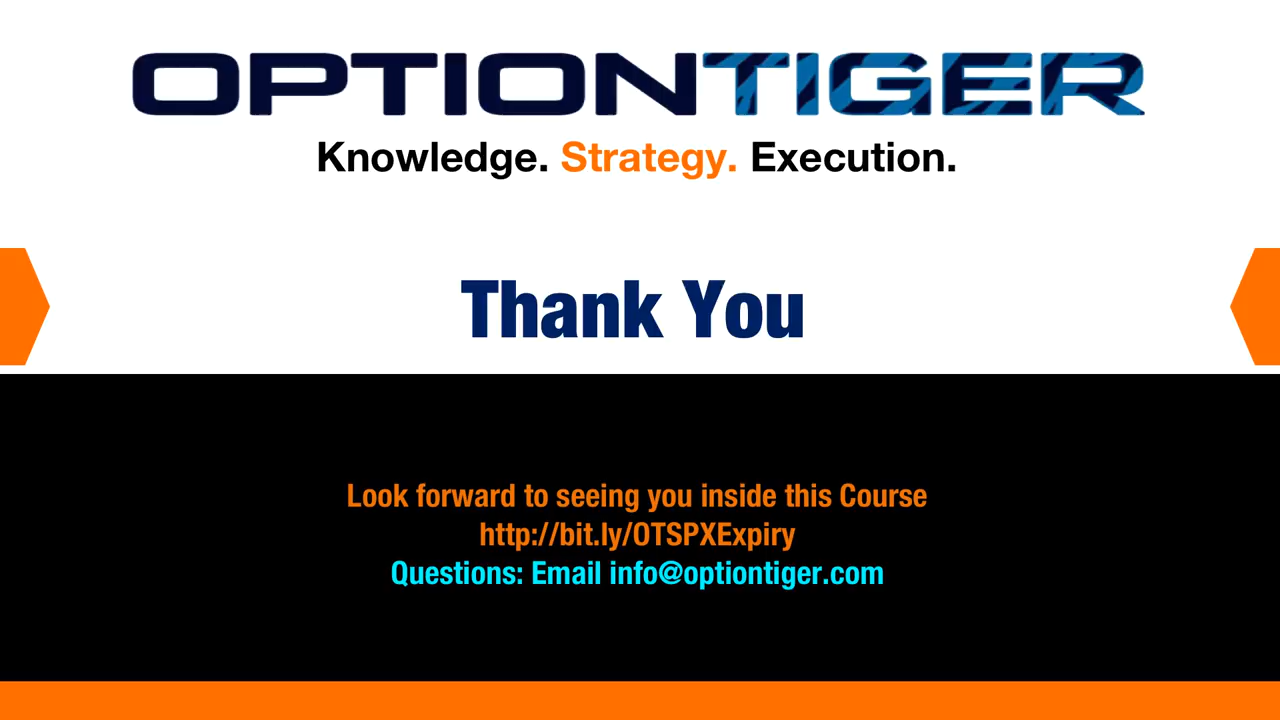 OPTIONTIGER
Knowledge. Strategy. Execution.
Thank You
Look forward to seeing you inside this Course
http://bit.ly/OTSPXExpiry
Questions: Email info@optiontiger.com